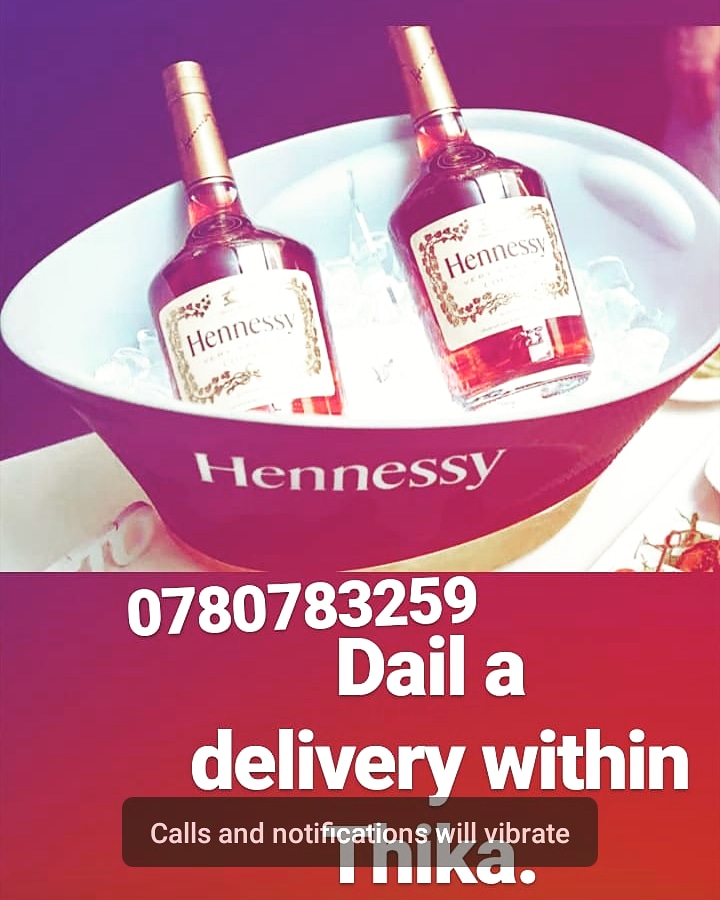 Hennessy
Hennessy
Hennessy
0780783259
Dail a
delivery within
Calls and notifications will vibrate
Thika.